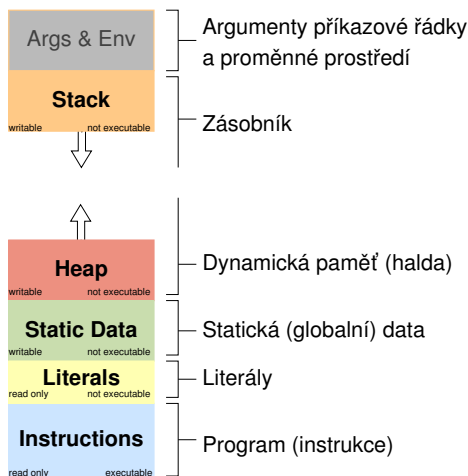 Args & Env
Argumenty příkazové řádky
a proměnné prostředí
Stack
writable not executable
Zásobník
Heap
writable not executable
Dynamická paměť (halda)
Static Data
writable not executable
Statická (globalní) data
Literals
read only not executable
Literály
Instructions
read only executable
Program (instrukce)